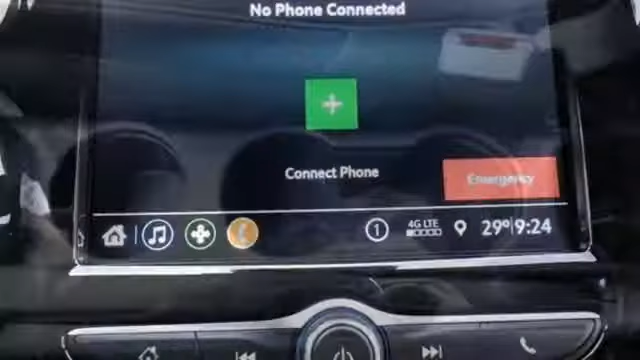 No Phone Connected
Connect Phone
Emergency
1
4G LTE
29° 9:24